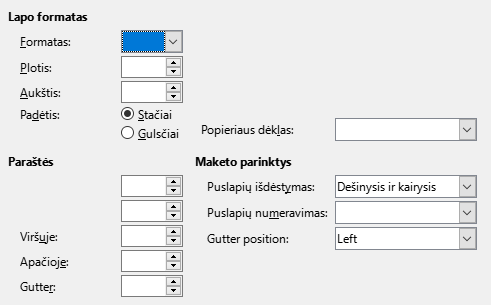 Lapo formatas
Formatas:
Plotis:
Aukštis:
Padėtis:
Stačiai
Gulsčiai
Popieriaus dėklas:
Paraštės
Maketo parinktys
Puslapių išdėstymas: Dešinysis ir kairysis
Puslapių numeravimas:
Viršuje:
Gutter position: Left
Apačioje:
Gutter: